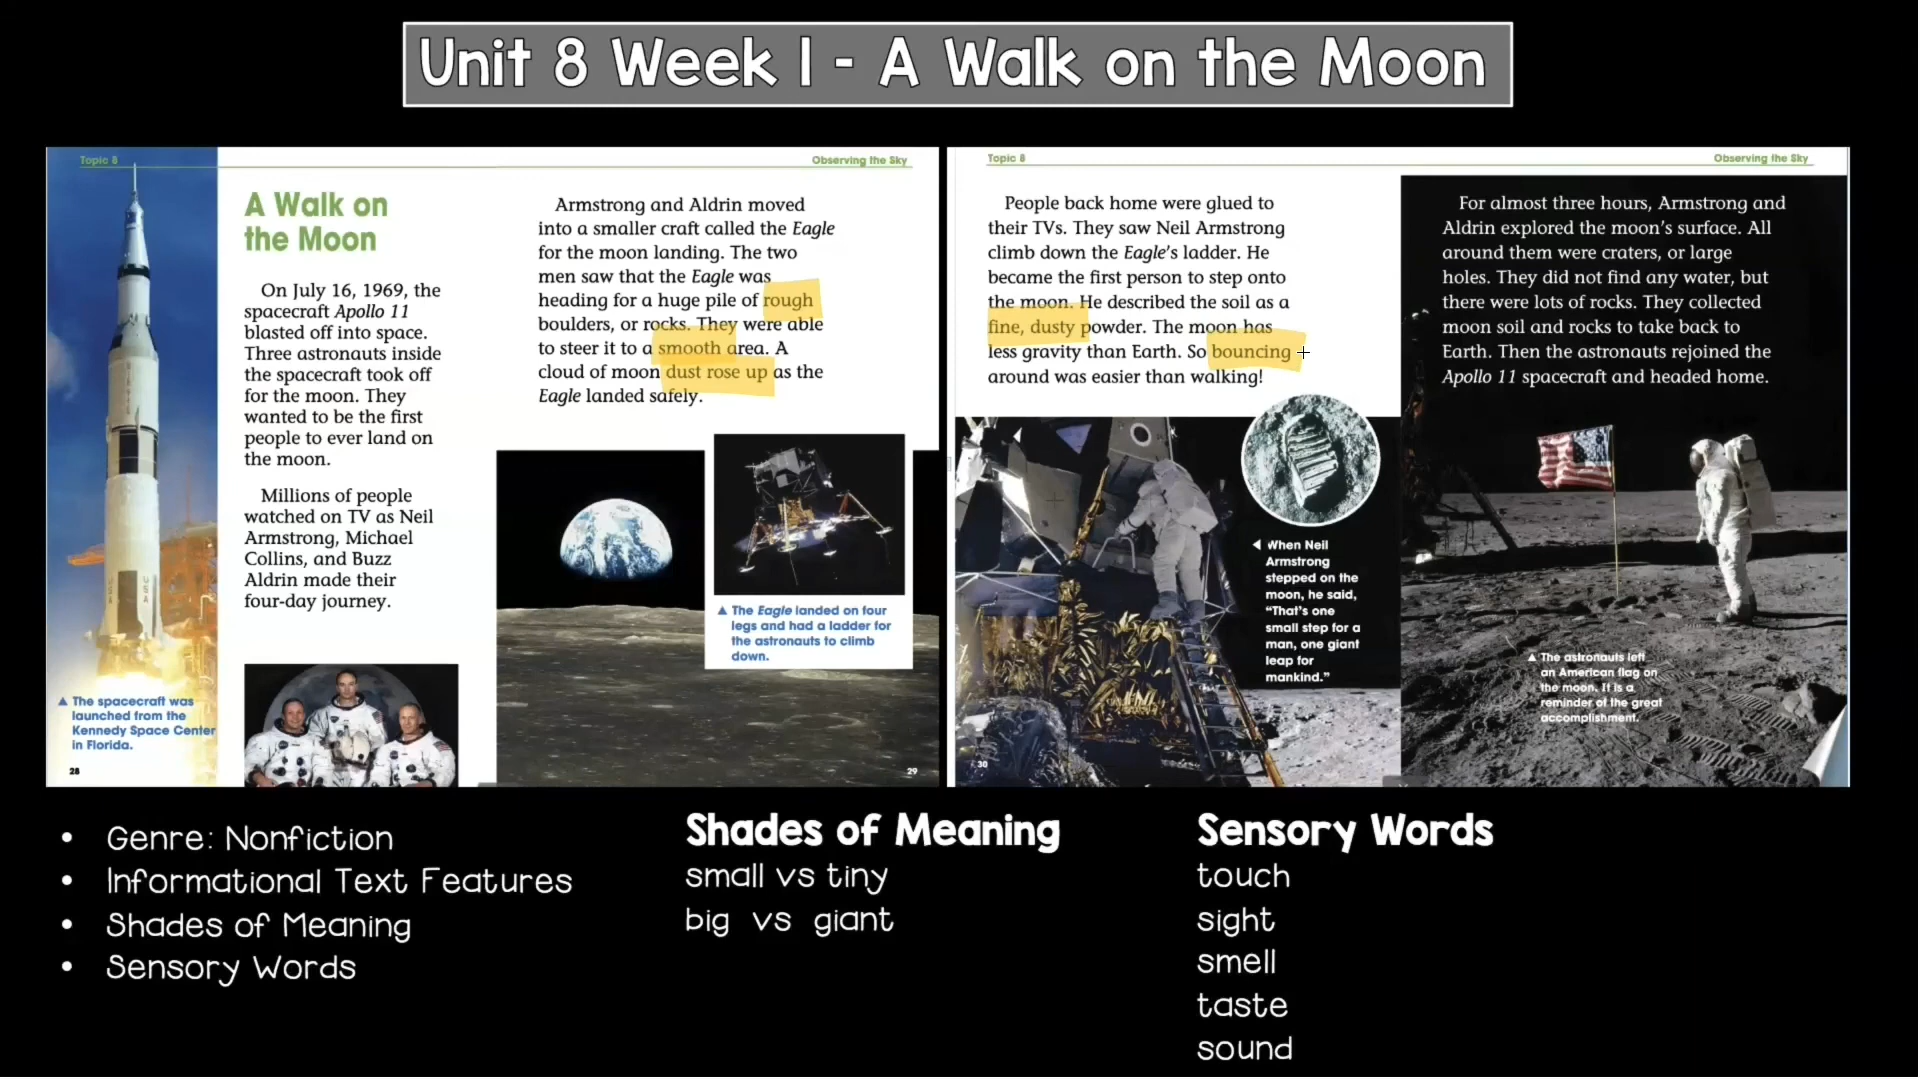 Unit 8 Week 1 - A Walk on the Moon
Topic 8
Observing the Sky
A Walk on
the Moon
On July 16, 1969, the
spacecraft Apollo 11
blasted off into space.
Three astronauts inside
the spacecraft took off
for the moon. They
wanted to be the first
people to ever land on
the moon.
Millions of people
watched on TV as Neil
Armstrong, Michael
Collins, and Buzz
Aldrin made their
four-day journey.
▲ The spacecraft was
launched from the
Kennedy Space Center
in Florida.
28
Armstrong and Aldrin moved
into a smaller craft called the Eagle
for the moon landing. The two
men saw that the Eagle was
heading for a huge pile of rough
boulders, or rocks. They were able
to steer it to a smooth area. A
cloud of moon dust rose up as the
Eagle landed safely.
▲ The Eagle landed on four
legs and had a ladder for
the astronauts to climb
down.
29
Topic 8
Observing the Sky
People back home were glued to
their TVs. They saw Neil Armstrong
climb down the Eagle's ladder. He
became the first person to step onto
the moon. He described the soil as a
fine, dusty powder. The moon has
less gravity than Earth. So bouncing
around was easier than walking!
◀ When Neil
Armstrong
stepped on the
moon, he said,
"That's one
small step for a
man, one giant
leap for
mankind."
30
For almost three hours, Armstrong and
Aldrin explored the moon's surface. All
around them were craters, or large
holes. They did not find any water, but
there were lots of rocks. They collected
moon soil and rocks to take back to
Earth. Then the astronauts rejoined the
Apollo 11 spacecraft and headed home.
▲ The astronauts left
an American flag on
the moon. It is a
reminder of the great
accomplishment.
USA
USA
• Genre: Nonfiction
• Informational Text Features
• Shades of Meaning
• Sensory Words
Shades of Meaning
small vs tiny
big vs giant
Sensory Words
touch
sight
smell
taste
sound